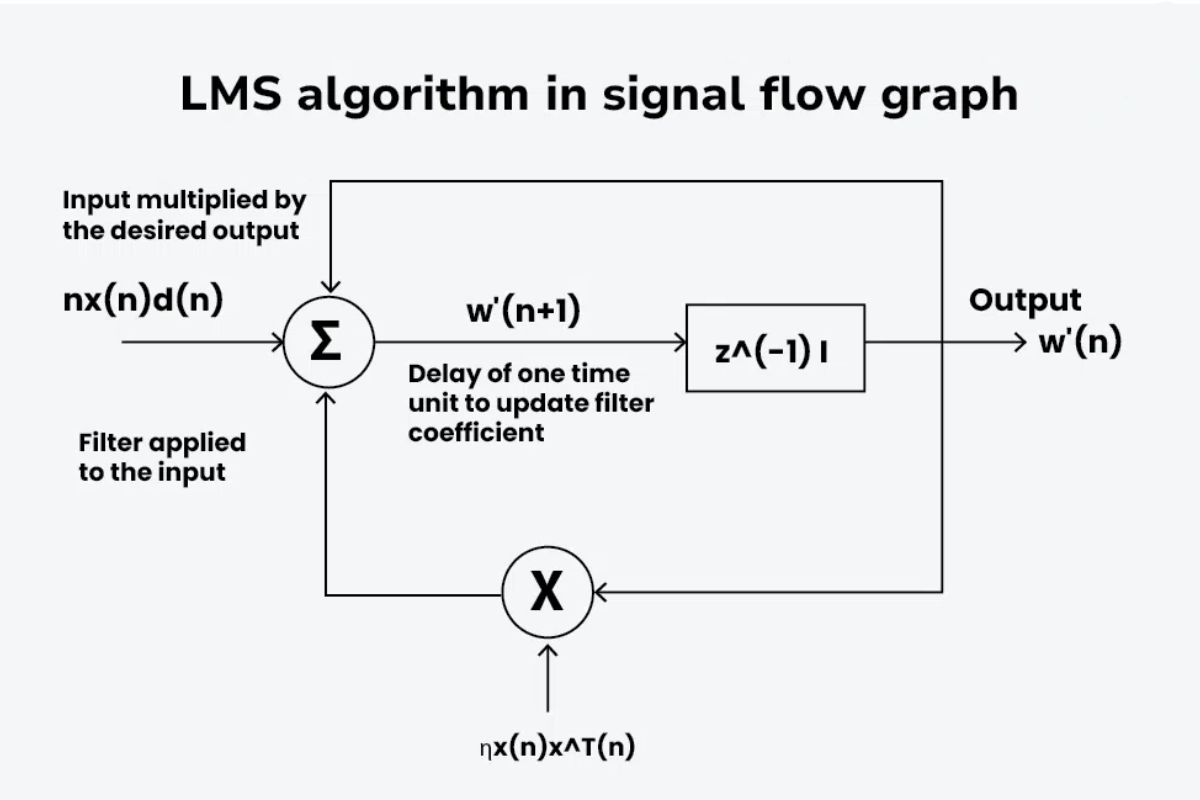 LMS algorithm in signal flow graph
Input multiplied by
the desired output
nx(n)d(n)
Σ
w'(n+1)
Delay of one time
unit to update filter
coefficient
z^(-1) I
Output
w'(n)
Filter applied
to the input
X
ηx(n)x^T(n)